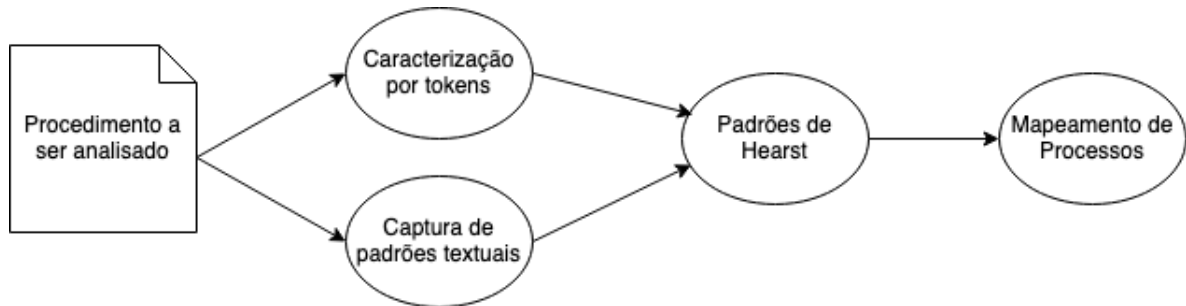 Procedimento a
ser analisado
Caracterização
por tokens
Captura de
padrões textuais
Padrões de
Hearst
Mapeamento de
Processos